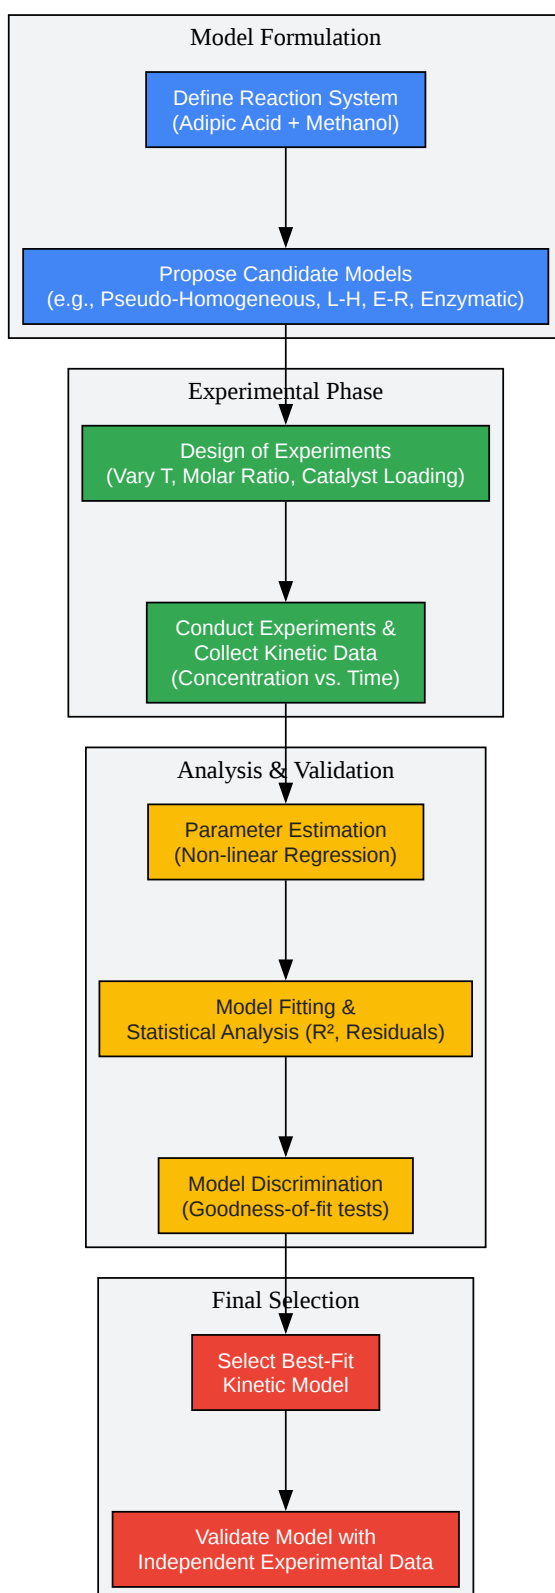 Model Formulation
Define Reaction System
(Adipic Acid + Methanol)
Propose Candidate Models
(e.g., Pseudo-Homogeneous, L-H, E-R, Enzymatic)
Experimental Phase
Design of Experiments
(Vary T, Molar Ratio, Catalyst Loading)
Conduct Experiments &
Collect Kinetic Data
(Concentration vs. Time)
Analysis & Validation
Parameter Estimation
(Non-linear Regression)
Model Fitting &
Statistical Analysis (R², Residuals)
Model Discrimination
(Goodness-of-fit tests)
Final Selection
Select Best-Fit
Kinetic Model
Validate Model with
Independent Experimental Data